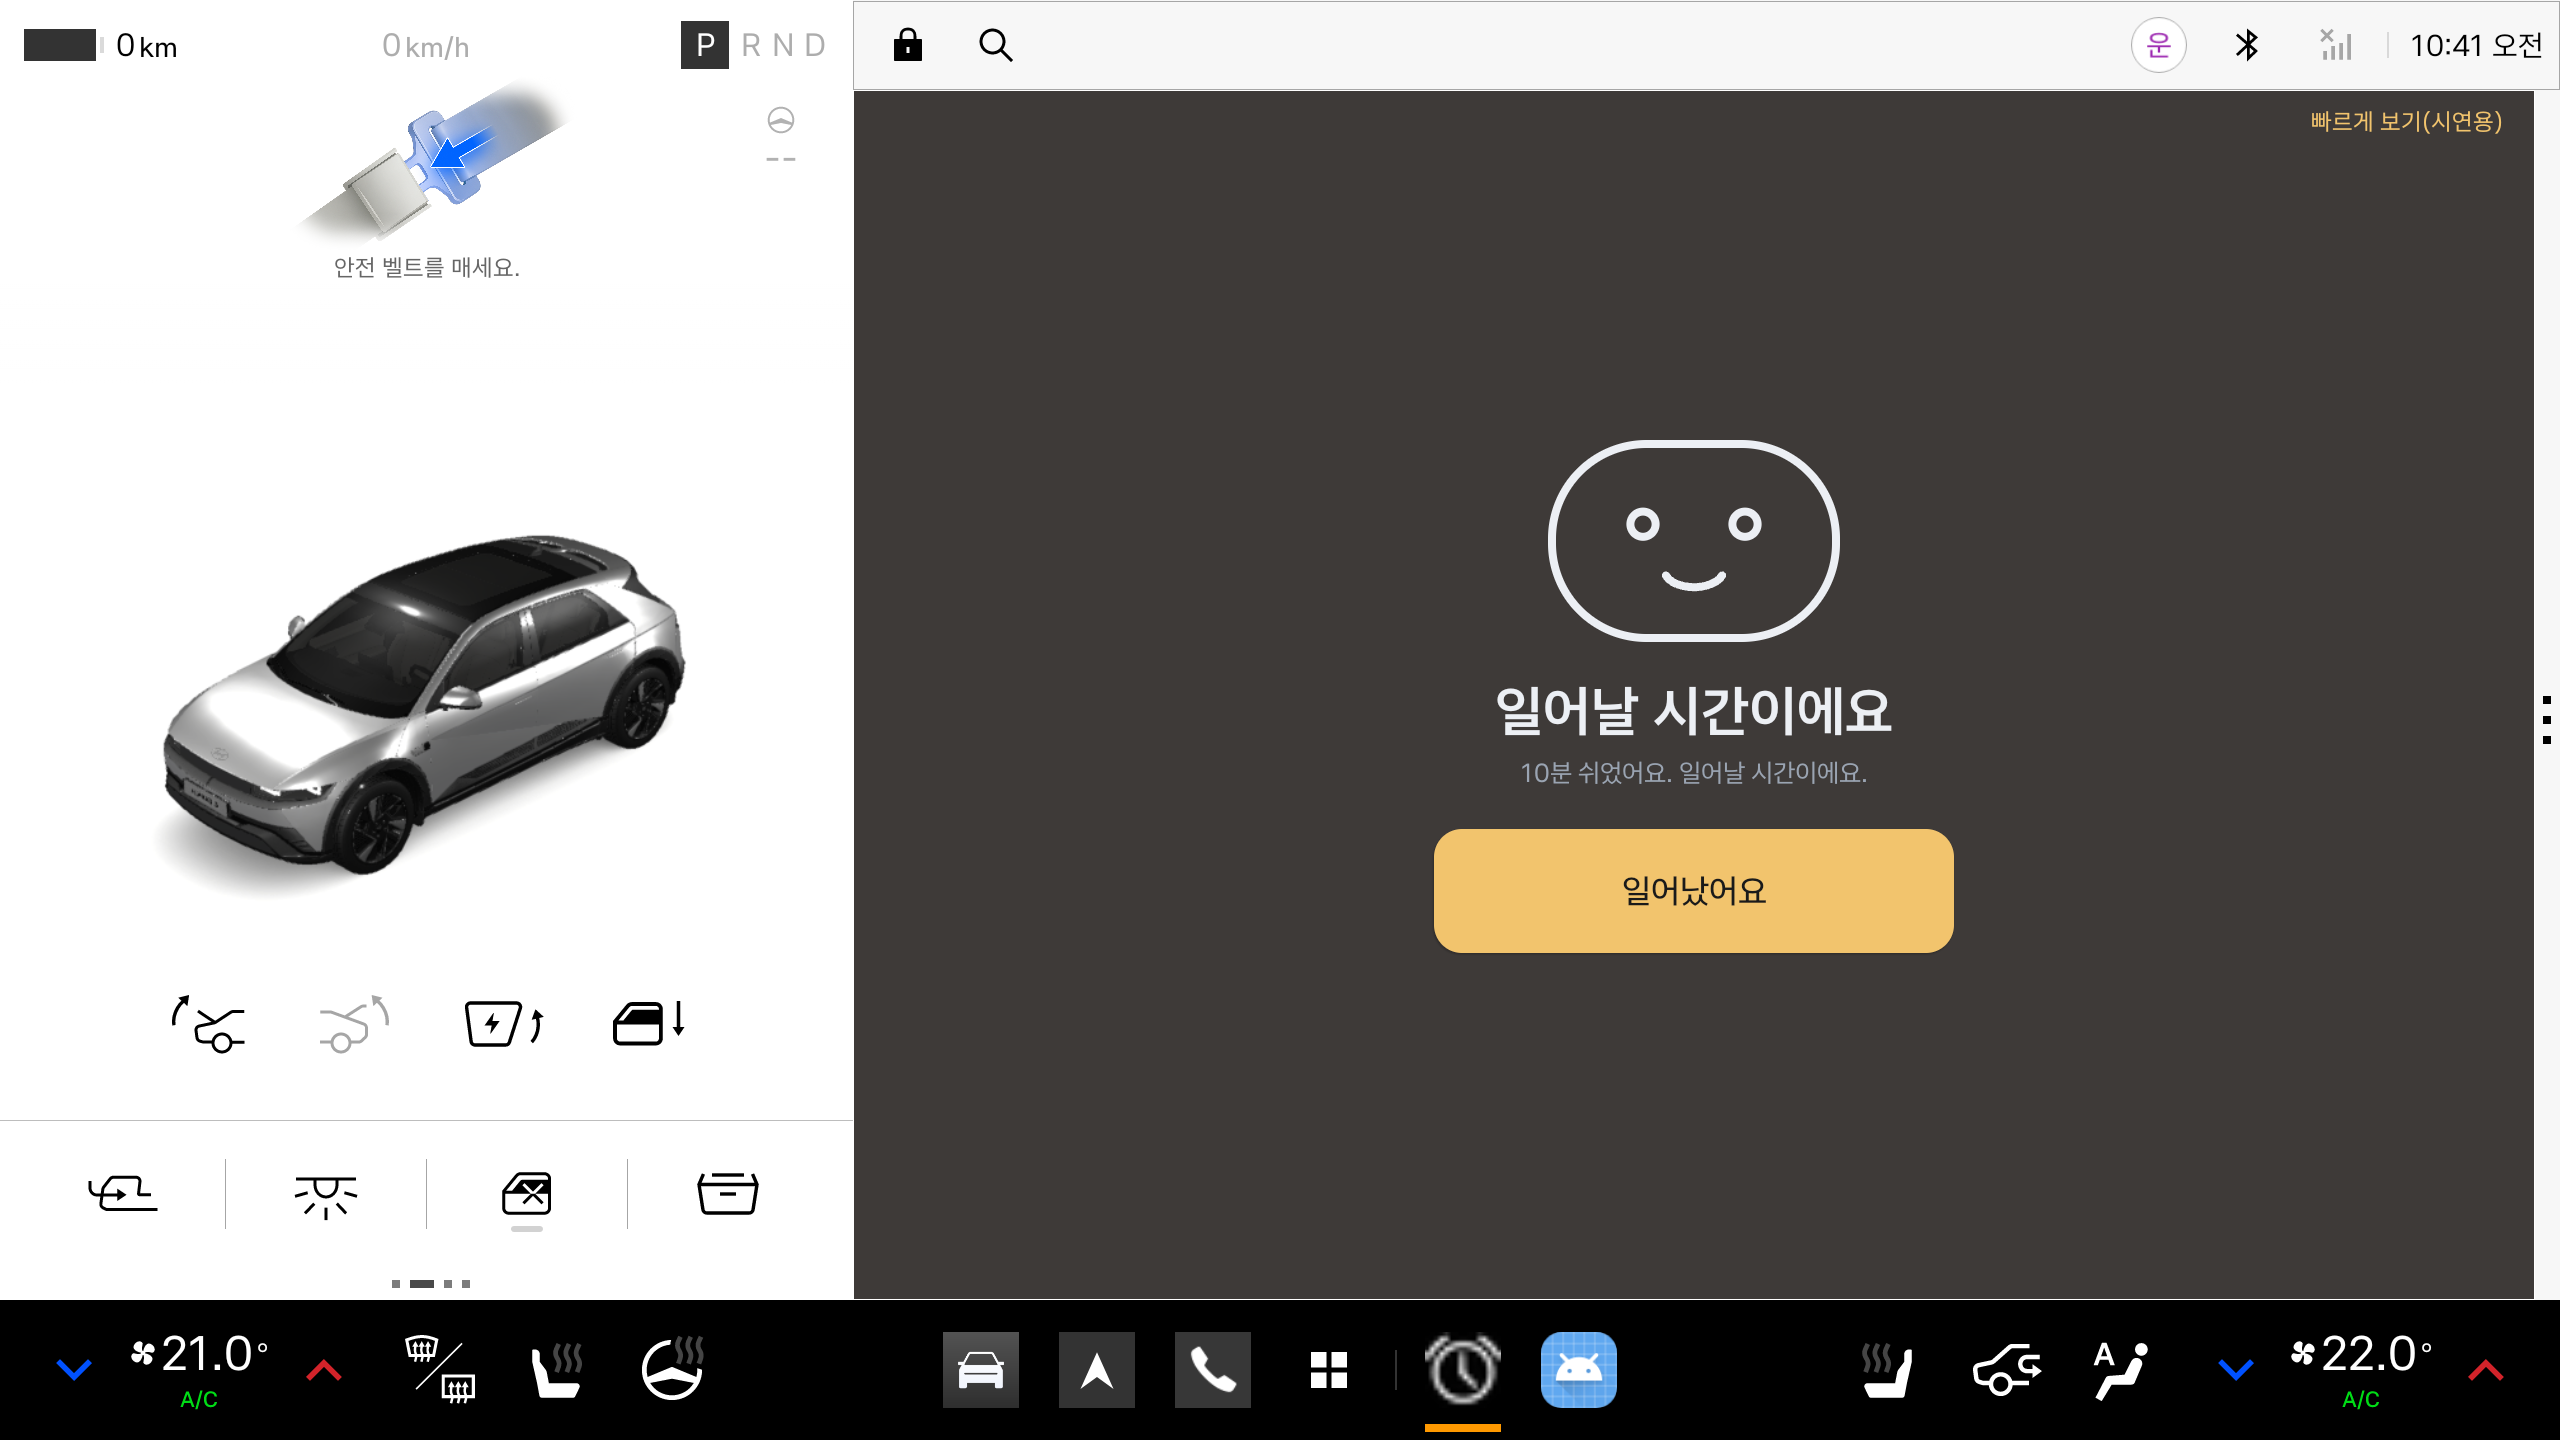 0 km
0 km/h
P R N D
운
10:41 오전
안전 벨트를 매세요.
빠르게 보기(시연용)
일어날 시간이에요
10분 쉬었어요. 일어날 시간이에요.
일어났어요
21.0°
A/C
A
22.0°
A/C